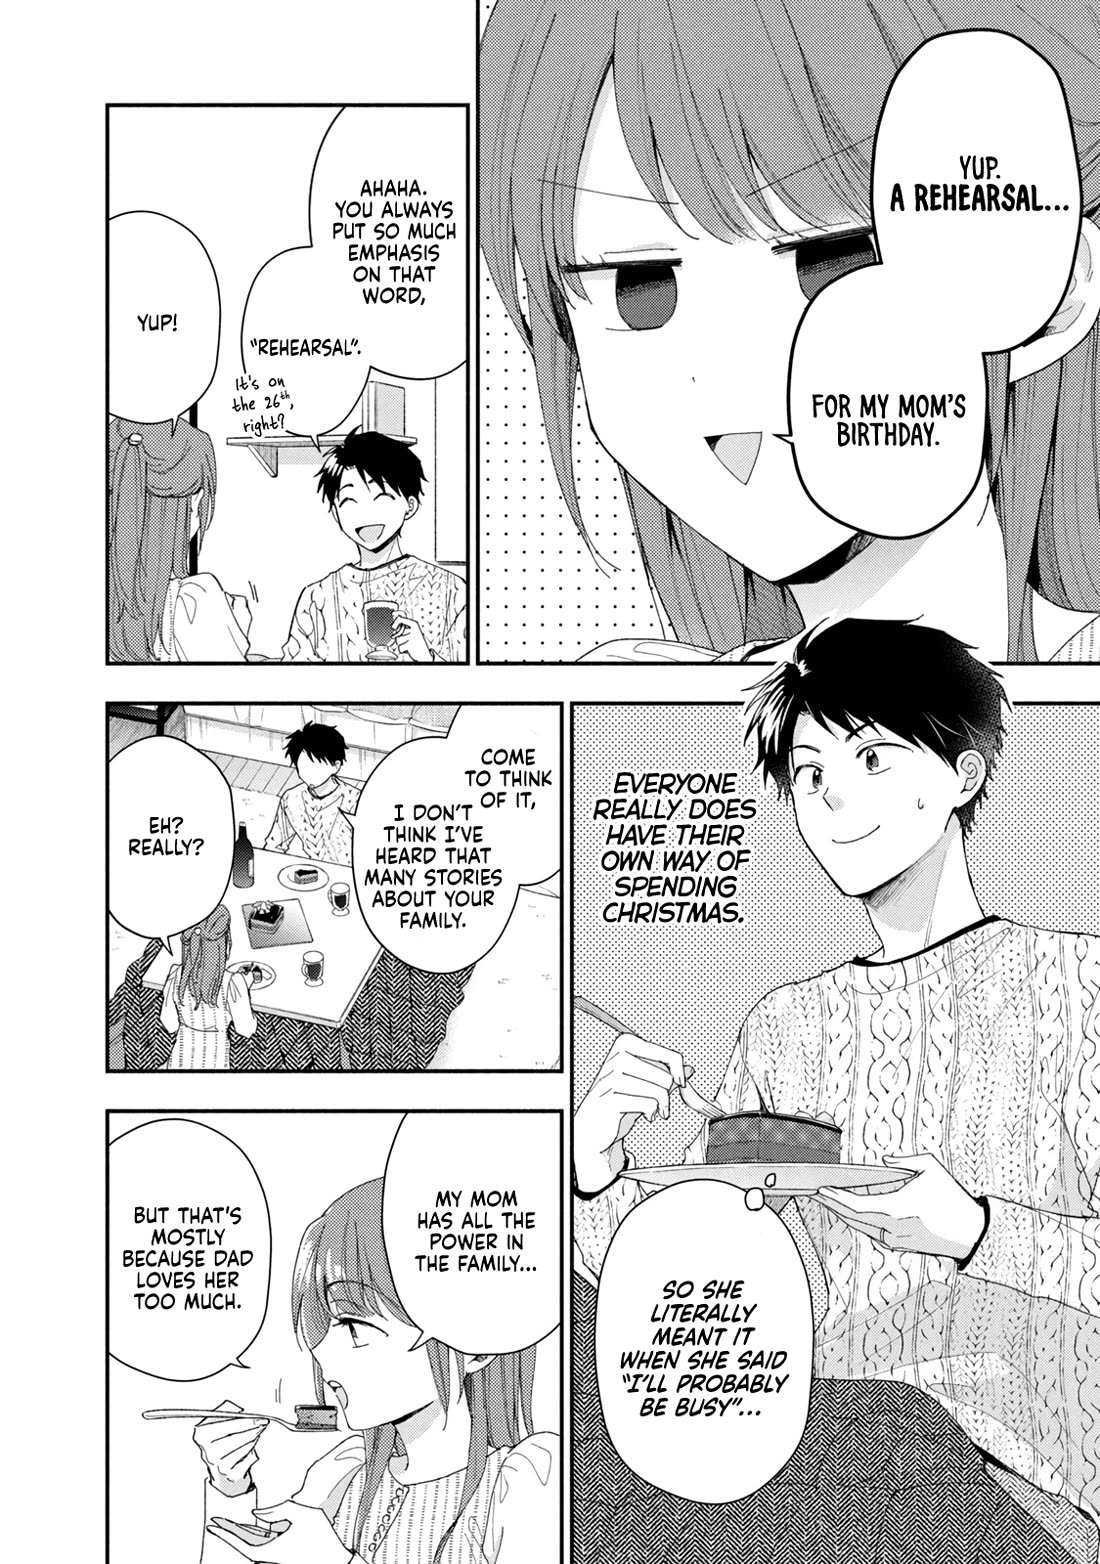 YUP.
A REHEARSAL...
FOR MY MOM'S
BIRTHDAY.
AHAHA.
YOU ALWAYS
PUT SO MUCH
EMPHASIS
ON THAT
WORD,
"REHEARSAL".
It's on
the 26th,
right?
YUP!
EVERYONE
REALLY DOES
HAVE THEIR
OWN WAY OF
SPENDING
CHRISTMAS.
SO SHE
LITERALLY
MEANT IT
WHEN SHE SAID
"I'LL PROBABLY
BE BUSY"...
COME
TO THINK
OF IT,
I DON'T
THINK I'VE
HEARD THAT
MANY STORIES
ABOUT YOUR
FAMILY.
EH?
REALLY?
MY MOM
HAS ALL THE
POWER IN
THE FAMILY...
BUT THAT'S
MOSTLY
BECAUSE DAD
LOVES HER
TOO MUCH.